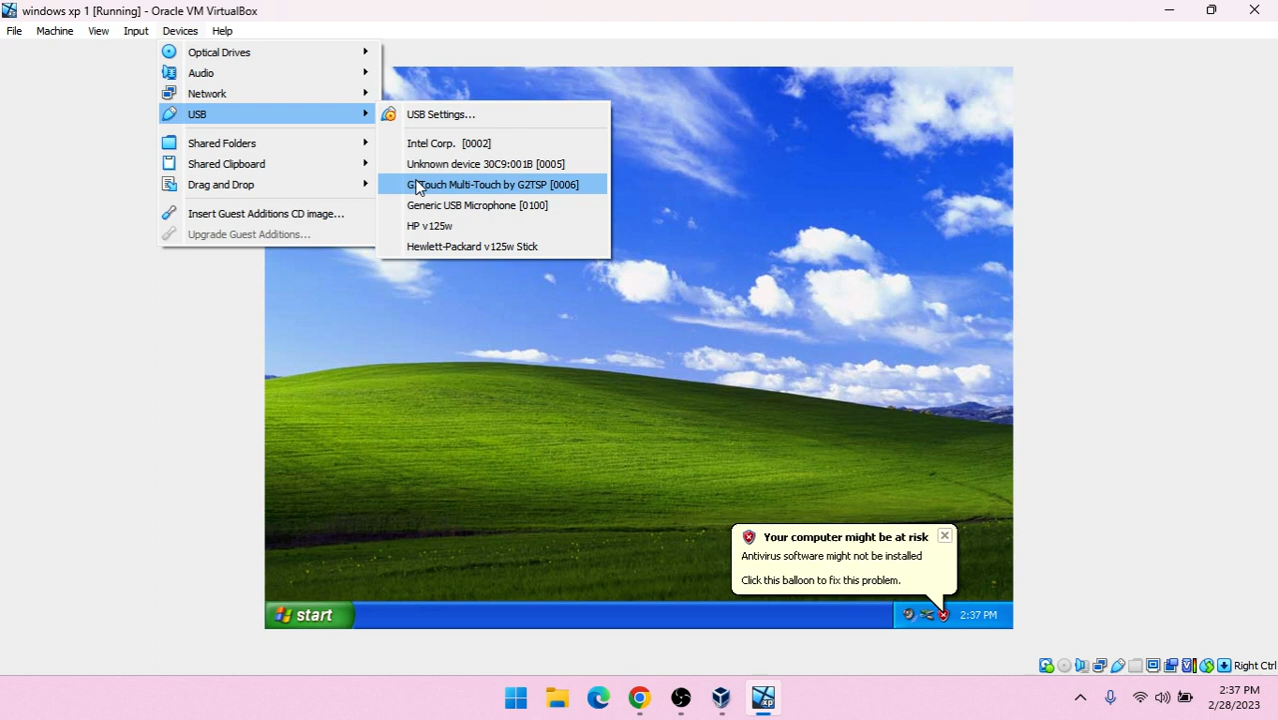 windows xp 1 [Running] - Oracle VM VirtualBox
File Machine View Input Devices Help
Optical Drives
Audio
Network
USB
Shared Folders
Shared Clipboard
Drag and Drop
Insert Guest Additions CD image...
Upgrade Guest Additions...
USB Settings...
Intel Corp. [0002]
Unknown device 30C9:001B [0005]
Multi-Touch by G2TSP [0006]
Generic USB Microphone [0100]
HP v125w
Hewlett-Packard v125w Stick
Your computer might be at risk
Antivirus software might not be installed
Click this balloon to fix this problem.
start
2:37 PM
Right Ctrl
xp
2:37 PM
2/28/2023